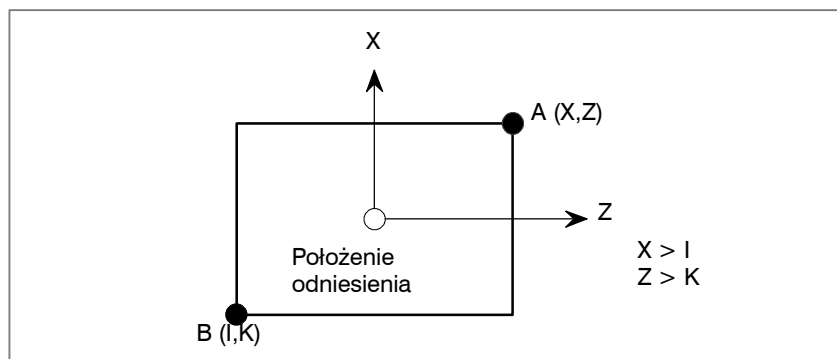 X
A (X,Z)
Z
Położenie
odniesienia
X > I
Z > K
B (I,K)